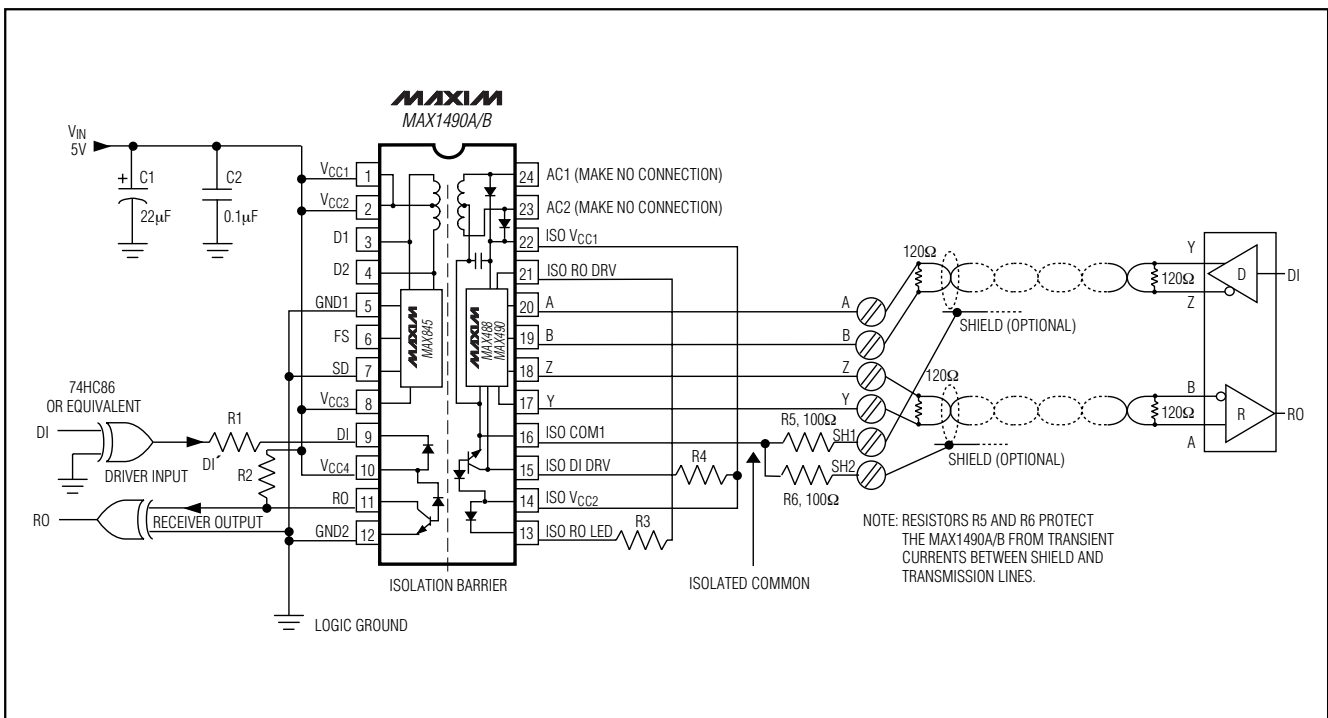 MAXIM
MAX1490A/B
VIN
5V
C1
22μF
C2
0.1μF
+
VCC1
1
VCC2
2
D1
3
D2
4
GND1
5
FS
6
SD
7
VCC3
8
DI
9
VCC4
10
RO
11
GND2
12
MAXIM
MAX845
MAXIM
MAX488
MAX490
24
AC1 (MAKE NO CONNECTION)
23
AC2 (MAKE NO CONNECTION)
22
ISO VCC1
21
ISO RO DRV
20
A
19
B
18
Z
17
Y
16
ISO COM1
15
ISO DI DRV
14
ISO VCC2
13
ISO RO LED
74HC86
OR EQUIVALENT
DI
R1
DI´
DRIVER INPUT
R2
RO
RECEIVER OUTPUT
ISOLATION BARRIER
LOGIC GROUND
R3
R4
ISOLATED COMMON
A
B
Z
Y
R5, 100Ω
SH1
SH2
R6, 100Ω
120Ω
SHIELD (OPTIONAL)
120Ω
SHIELD (OPTIONAL)
Y
120Ω
Z
D
DI
B
120Ω
A
R
RO
NOTE: RESISTORS R5 AND R6 PROTECT
THE MAX1490A/B FROM TRANSIENT
CURRENTS BETWEEN SHIELD AND
TRANSMISSION LINES.